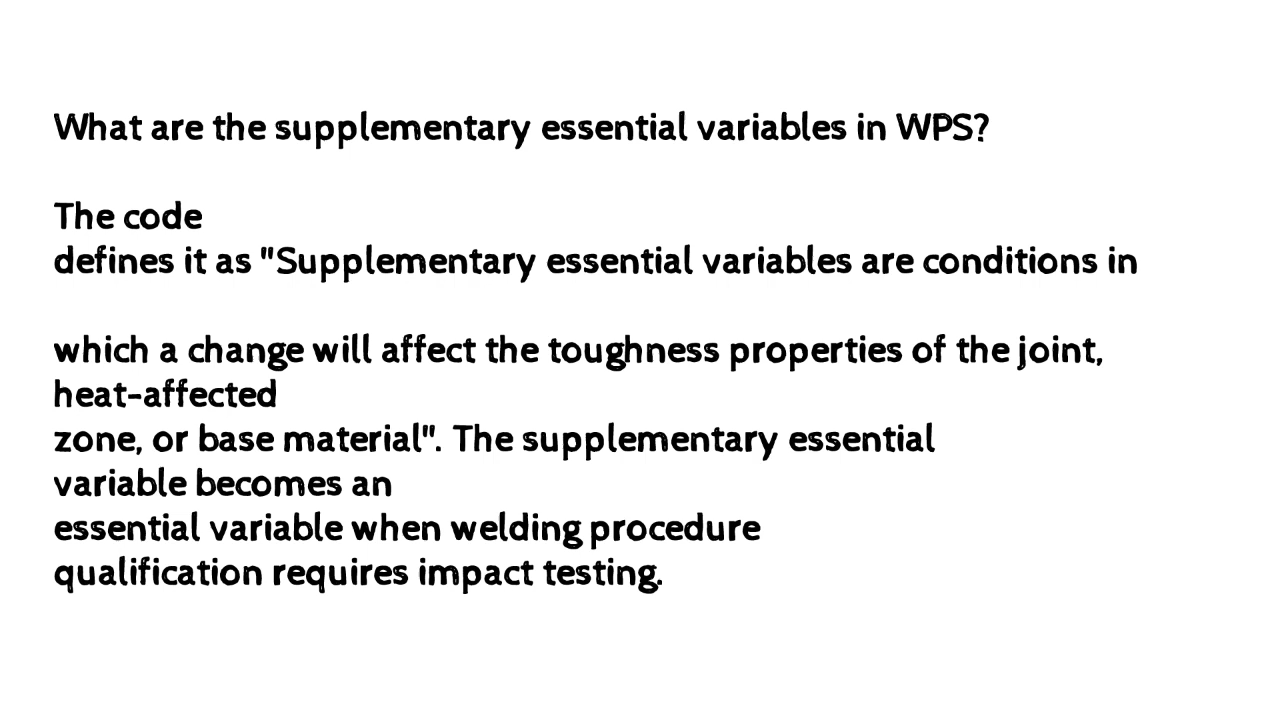 What are the supplementary essential variables in WPS?
The code
defines it as "Supplementary essential variables are conditions in
which a change will affect the toughness properties of the joint,
heat-affected
zone, or base material". The supplementary essential
variable becomes an
essential variable when welding procedure
qualification requires impact testing.